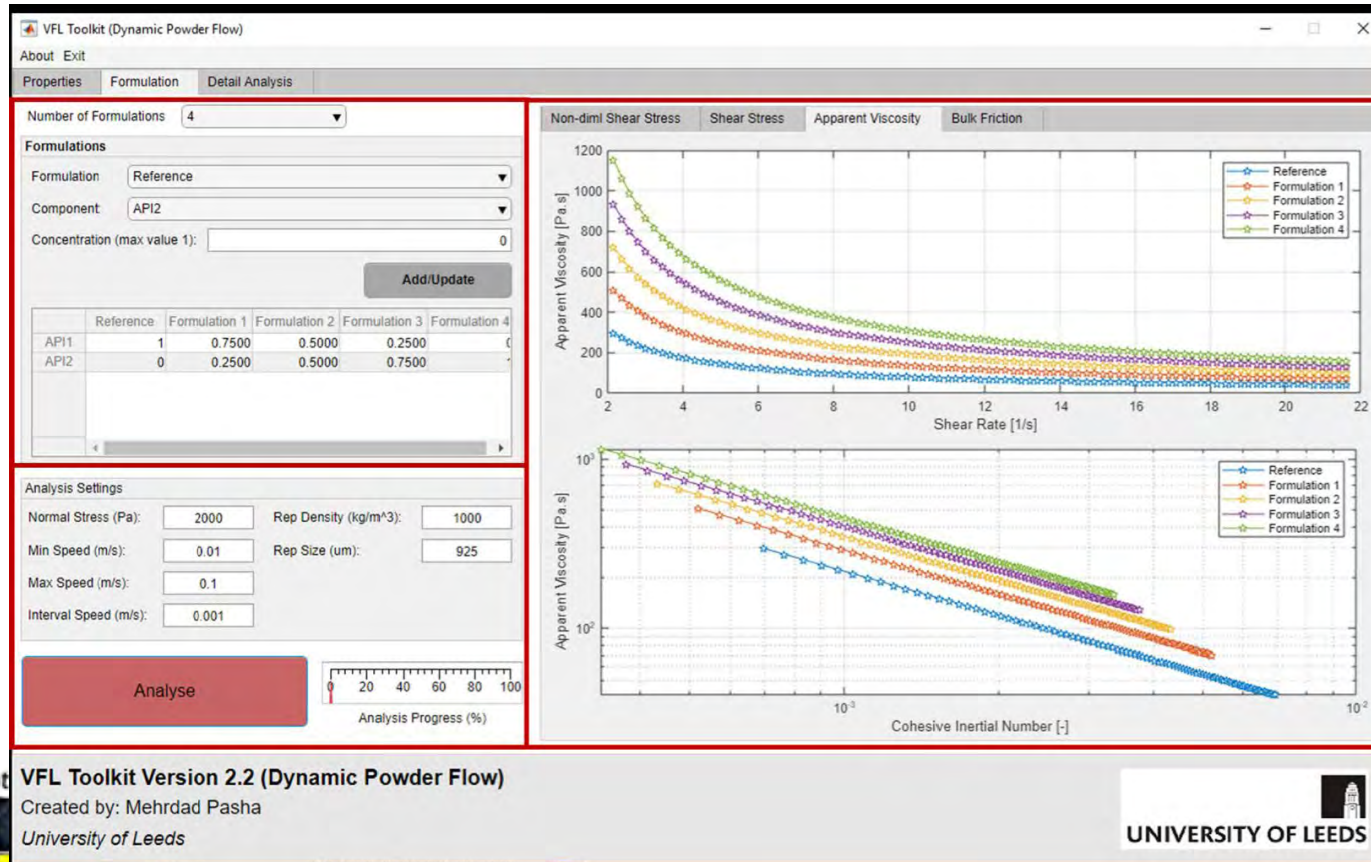 VFL Toolkit (Dynamic Powder Flow)
About Exit
Properties Formulation Detail Analysis
Number of Formulations 4
Formulations
Formulation Reference
Component API2
Concentration (max value 1): 0
Add/Update
Reference Formulation 1 Formulation 2 Formulation 3 Formulation 4
API1 1 0.7500 0.5000 0.2500
API2 0 0.2500 0.5000 0.7500
Analysis Settings
Normal Stress (Pa): 2000 Rep Density (kg/m^3): 1000
Min Speed (m/s): 0.01 Rep Size (um): 925
Max Speed (m/s): 0.1
Interval Speed (m/s): 0.001
Analyse
0 20 40 60 80 100
Analysis Progress (%)
Non-diml Shear Stress Shear Stress Apparent Viscosity Bulk Friction
1200
1000
800
600
400
200
0
Apparent Viscosity [Pa.s]
Reference
Formulation 1
Formulation 2
Formulation 3
Formulation 4
2 4 6 8 10 12 14 16 18 20 22
Shear Rate [1/s]
10³
10²
Apparent Viscosity [Pa.s]
Reference
Formulation 1
Formulation 2
Formulation 3
Formulation 4
10⁻³ 10⁻²
Cohesive Inertial Number [-]
VFL Toolkit Version 2.2 (Dynamic Powder Flow)
Created by: Mehrdad Pasha
University of Leeds
UNIVERSITY OF LEEDS